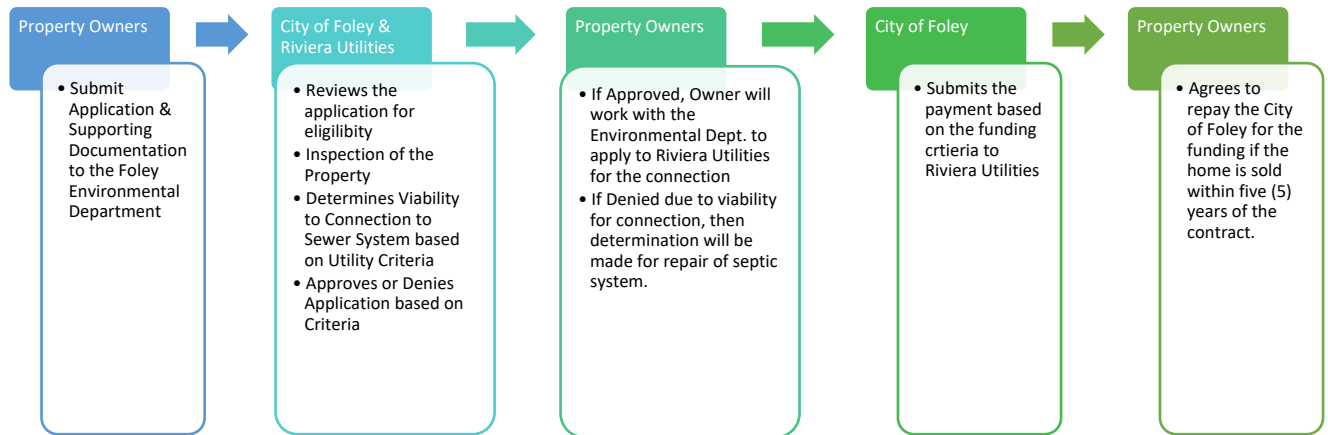 Property Owners
• Submit
Application &
Supporting
Documentation
to the Foley
Environmental
Department
City of Foley &
Riviera Utilities
• Reviews the
application for
eligilibity
• Inspection of the
Property
• Determines Viability
to Connection to
Sewer System based
on Utility Criteria
• Approves or Denies
Application based on
Criteria
Property Owners
• If Approved, Owner will
work with the
Environmental Dept. to
apply to Riviera Utilities
for the connection
• If Denied due to viability
for connection, then
determination will be
made for repair of septic
system.
City of Foley
• Submits the
payment based
on the funding
crtieria to
Riviera Utilities
Property Owners
• Agrees to
repay the City
of Foley for the
funding if the
home is sold
within five (5)
years of the
contract.